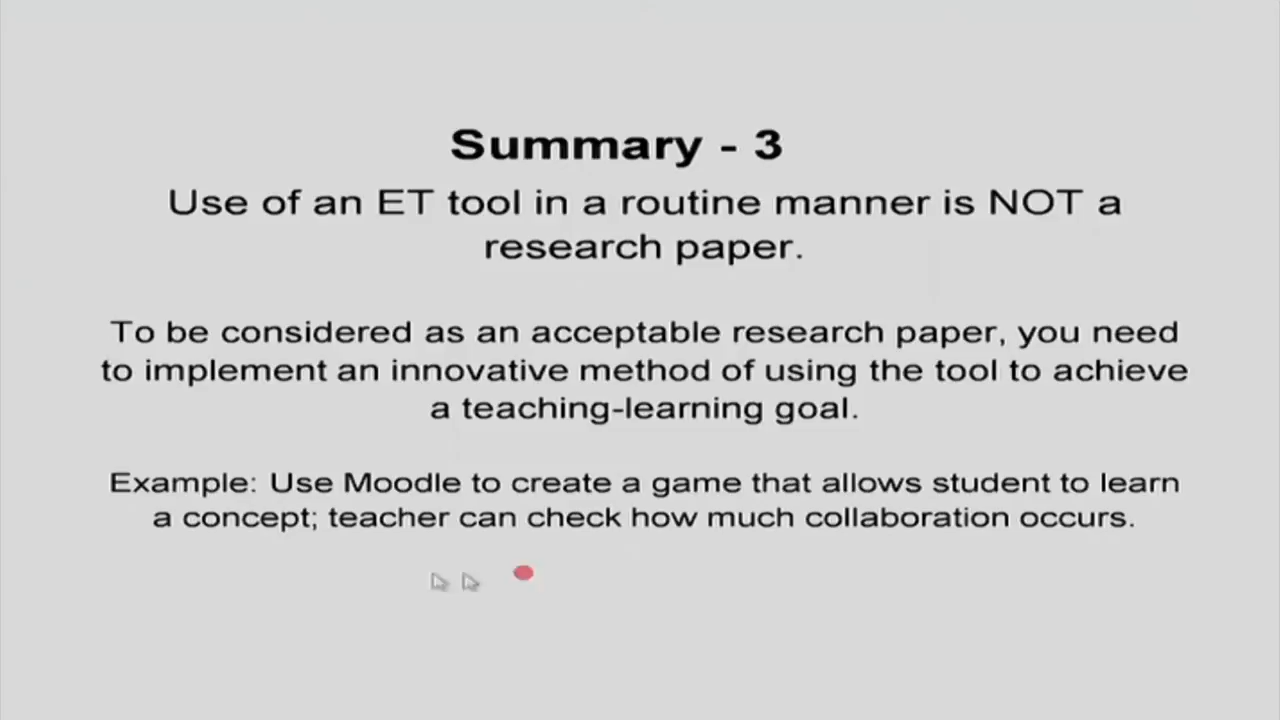 Summary - 3
Use of an ET tool in a routine manner is NOT a
research paper.
To be considered as an acceptable research paper, you need
to implement an innovative method of using the tool to achieve
a teaching-learning goal.
Example: Use Moodle to create a game that allows student to learn
a concept; teacher can check how much collaboration occurs.